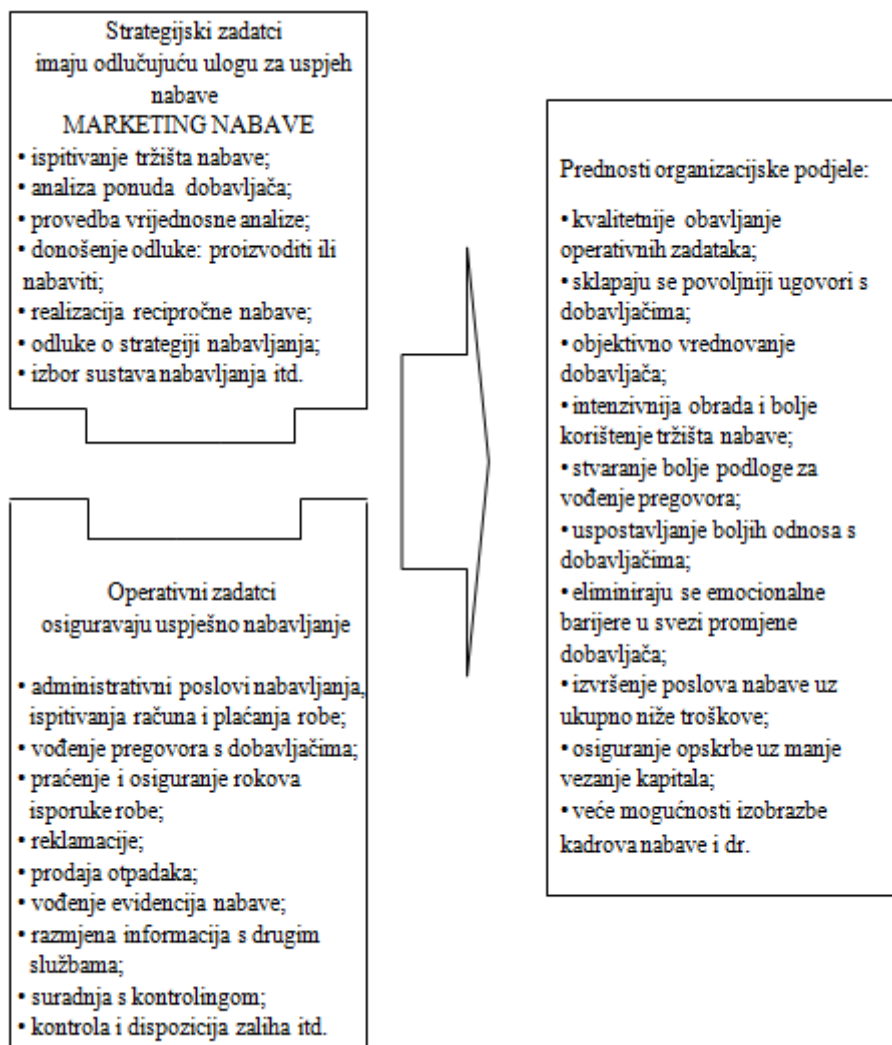 Strategijski zadatci
imaju odlučujuću ulogu za uspjeh
nabave
MARKETING NABAVE
• ispitivanje tržišta nabave;
• analiza ponuda dobavljača;
• provedba vrijednosne analize;
• donošenje odluke: proizvoditi ili
nabaviti;
• realizacija recipročne nabave;
• odluke o strategiji nabavljanja;
• izbor sustava nabavljanja itd.
Operativni zadatci
osiguravaju uspješno nabavljanje
• administrativni poslovi nabavljanja,
ispitivanja računa i plaćanja robe;
• vođenje pregovora s dobavljačima;
• praćenje i osiguranje rokova
isporuke robe;
• reklamacije;
• prodaja otpadaka;
• vođenje evidencija nabave;
• razmjena informacija s drugim
službama;
• suradnja s kontrolingom;
• kontrola i dispozicija zaliha itd.
Prednosti organizacijske podjele:
• kvalitetnije obavljanje
operativnih zadataka;
• sklapaju se povoljniji ugovori s
dobavljačima;
• objektivno vrednovanje
dobavljača;
• intenzivnija obrada i bolje
korištenje tržišta nabave;
• stvaranje bolje podloge za
vođenje pregovora;
• uspostavljanje boljih odnosa s
dobavljačima;
• eliminiraju se emocionalne
barijere u svezi promjene
dobavljača;
• izvršenje poslova nabave uz
ukupno niže troškove;
• osiguranje opskrbe uz manje
vezanje kapitala;
• veće mogućnosti izobrazbe
kadrova nabave i dr.